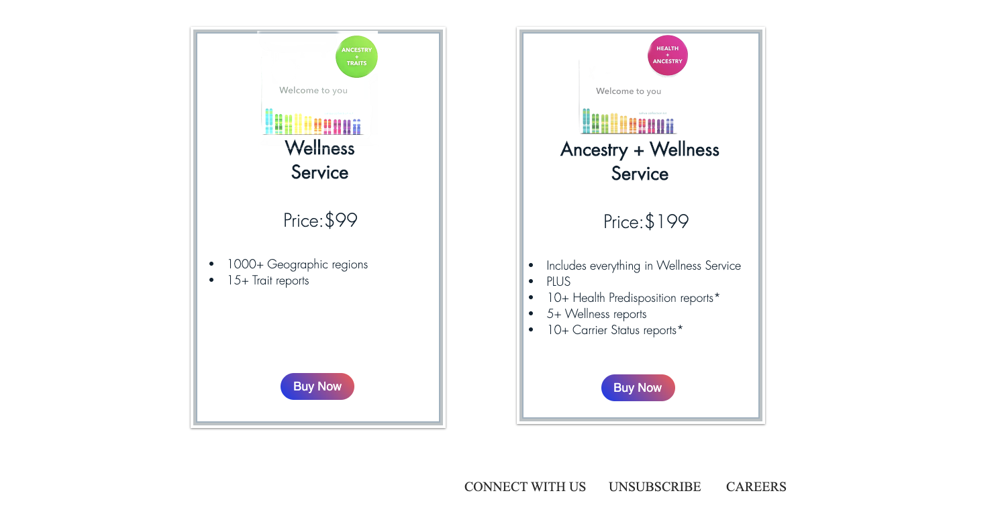 ANCESTRY
+
TRAITS
Welcome to you
Wellness
Service
Price:$99
• 1000+ Geographic regions
• 15+ Trait reports
Buy Now
HEALTH
+
ANCESTRY
Welcome to you
Ancestry + Wellness
Service
Price:$199
• Includes everything in Wellness Service
• PLUS
• 10+ Health Predisposition reports*
• 5+ Wellness reports
• 10+ Carrier Status reports*
Buy Now
CONNECT WITH US UNSUBSCRIBE CAREERS